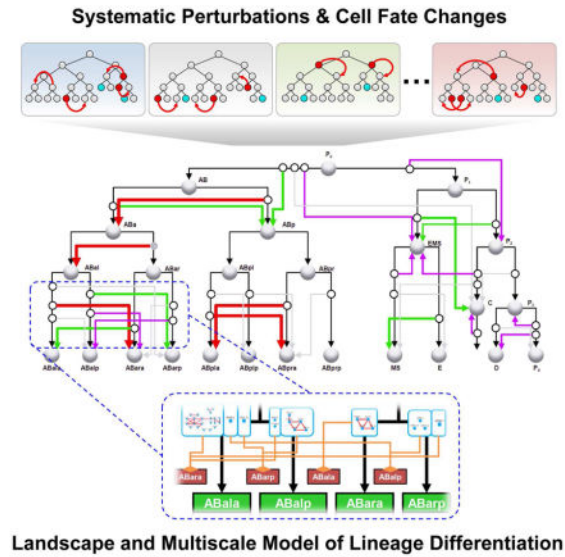 Systematic Perturbations & Cell Fate Changes
P₀
AB
P₁
ABa
ABp
EMS
P₂
ABal
ABar
ABpl
ABpr
C
P₃
ABala
ABalp
ABara
ABarp
ABpla
ABplp
ABpra
ABprp
MS
E
D
P₄
ABara
ABarp
ABala
ABalp
ABala
ABalp
ABara
ABarp
Landscape and Multiscale Model of Lineage Differentiation